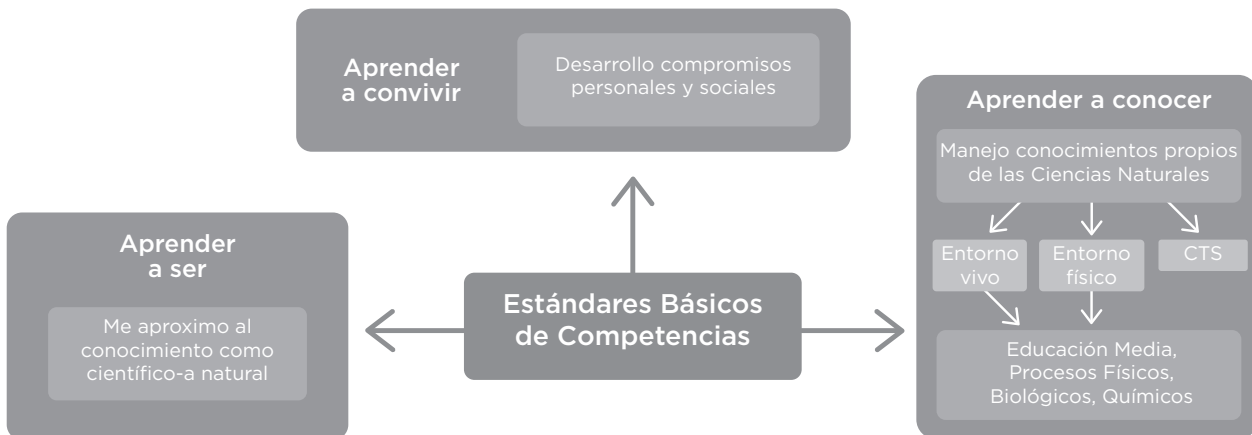 Aprender
a convivir
Desarrollo compromisos
personales y sociales
Aprender a conocer
Manejo conocimientos propios
de las Ciencias Naturales
Entorno
vivo
Entorno
físico
CTS
Educación Media,
Procesos Físicos,
Biológicos, Químicos
Aprender
a ser
Me aproximo al
conocimiento como
científico-a natural
Estándares Básicos
de Competencias